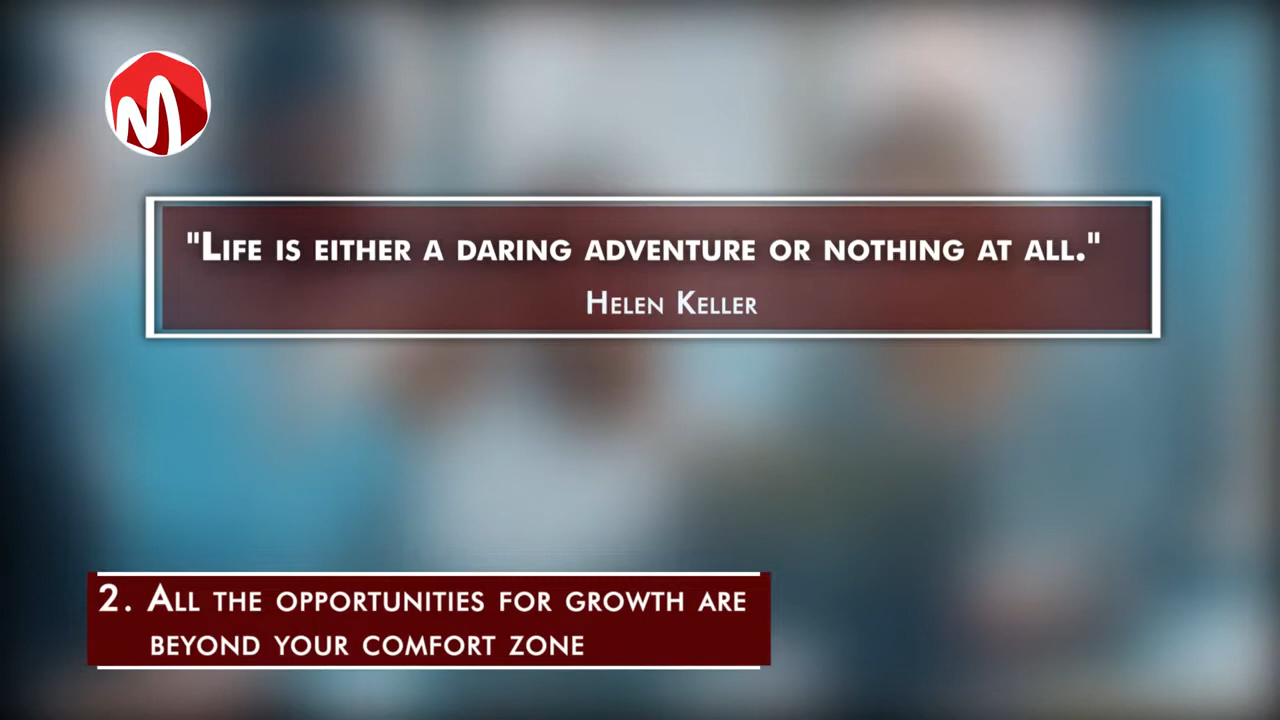 "Life is either a daring adventure or nothing at all."
Helen Keller
2. All the opportunities for growth are
beyond your comfort zone